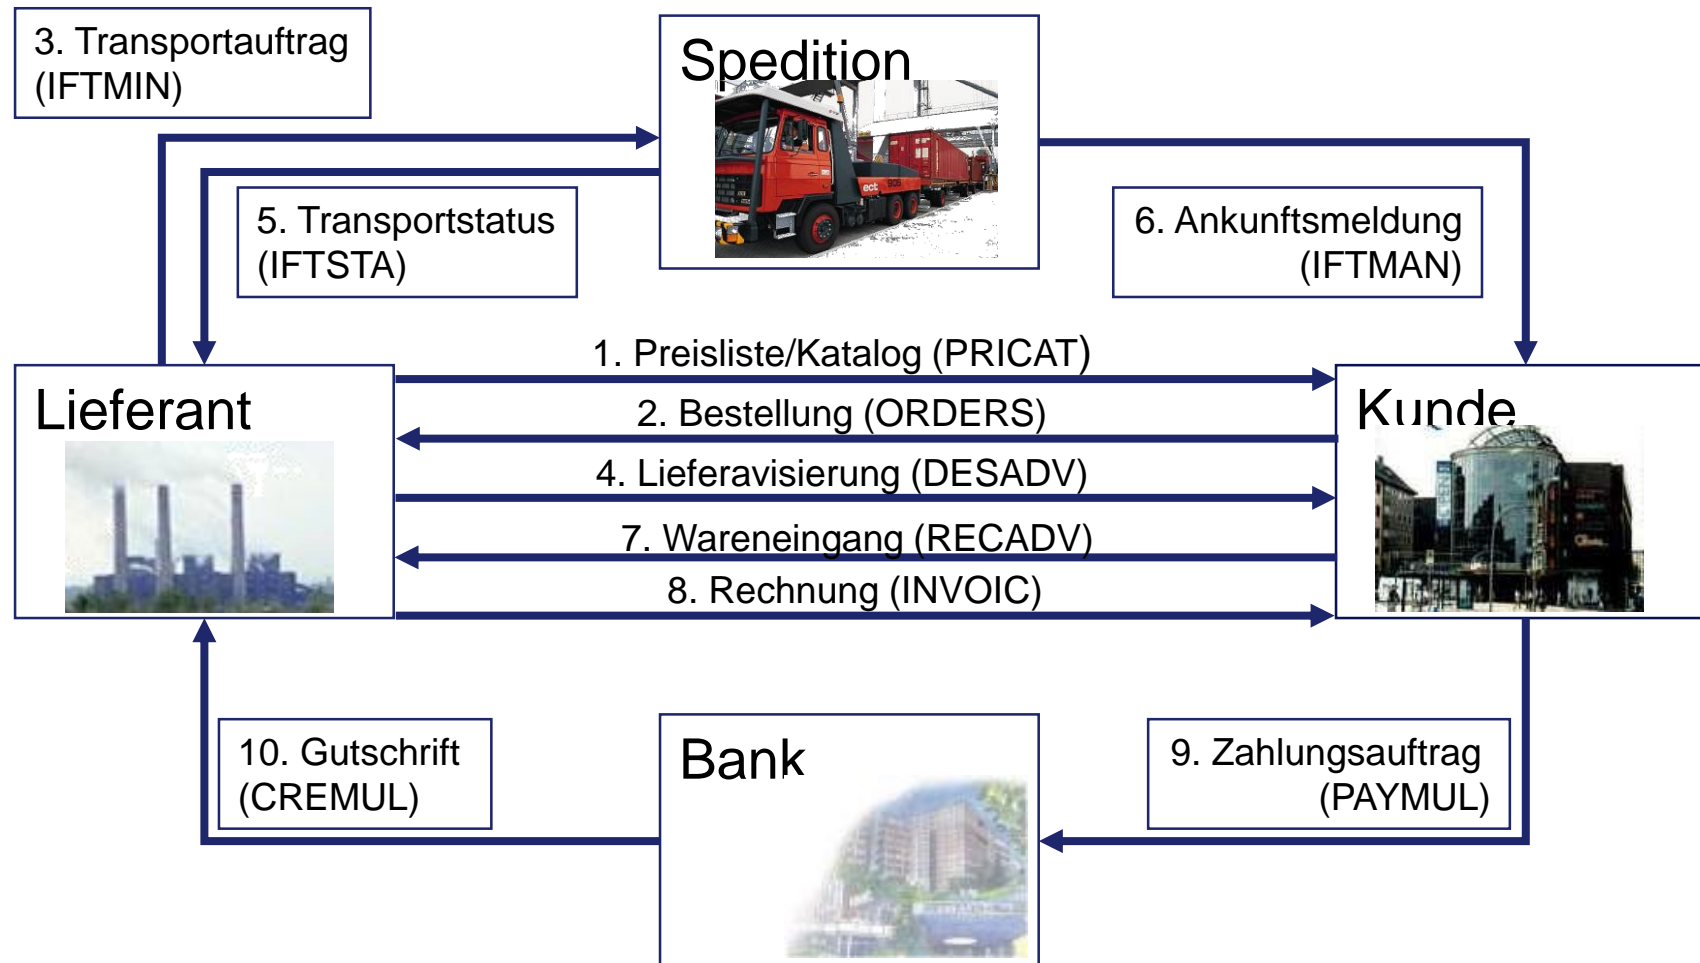 3. Transportauftrag
(IFTMIN)
Spedition
5. Transportstatus
(IFTSTA)
6. Ankunftsmeldung
(IFTMAN)
1. Preisliste/Katalog (PRICAT)
Lieferant
Kunde
2. Bestellung (ORDERS)
4. Lieferavisierung (DESADV)
7. Wareneingang (RECADV)
8. Rechnung (INVOIC)
10. Gutschrift
(CREMUL)
Bank
9. Zahlungsauftrag
(PAYMUL)